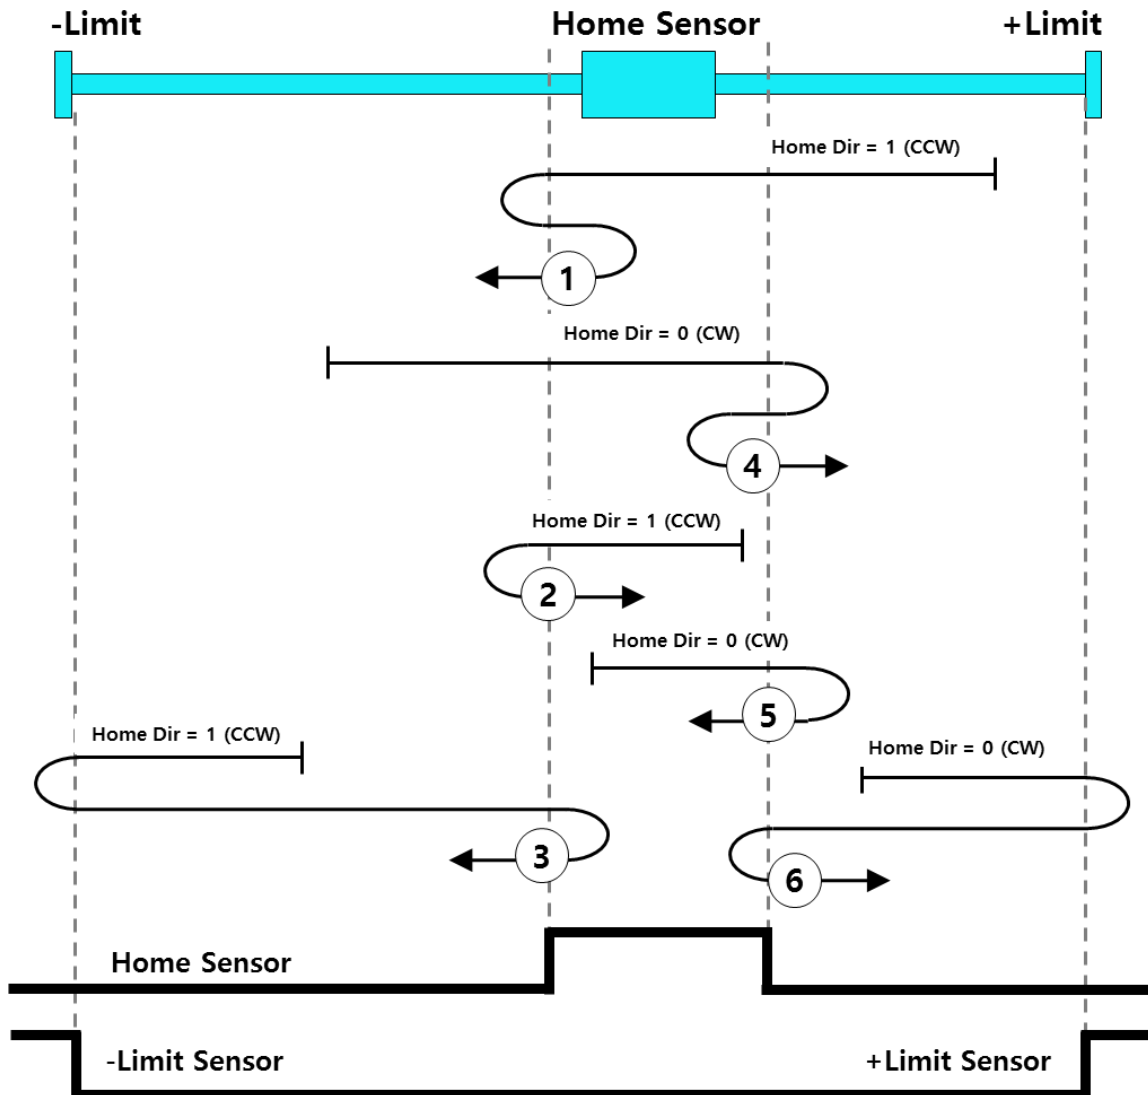 -Limit Home Sensor +Limit
Home Dir = 1 (CCW)
1
Home Dir = 0 (CW)
4
Home Dir = 1 (CCW)
2
Home Dir = 0 (CW)
5
Home Dir = 1 (CCW)
Home Dir = 0 (CW)
3
6
Home Sensor
-Limit Sensor +Limit Sensor